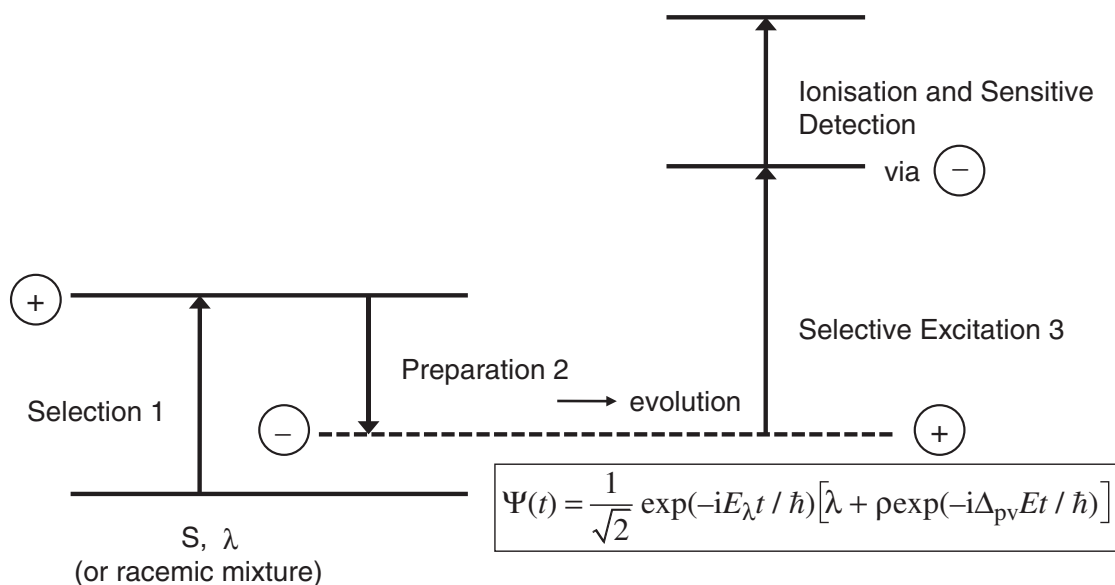 Ionisation and Sensitive
Detection
via −
+
Selective Excitation 3
Preparation 2
Selection 1
→ evolution
−
+
Ψ(t) = 1/√2 exp(–iE_λt / ħ)[λ + ρexp(–iΔ_pvEt / ħ)]
S, λ
(or racemic mixture)